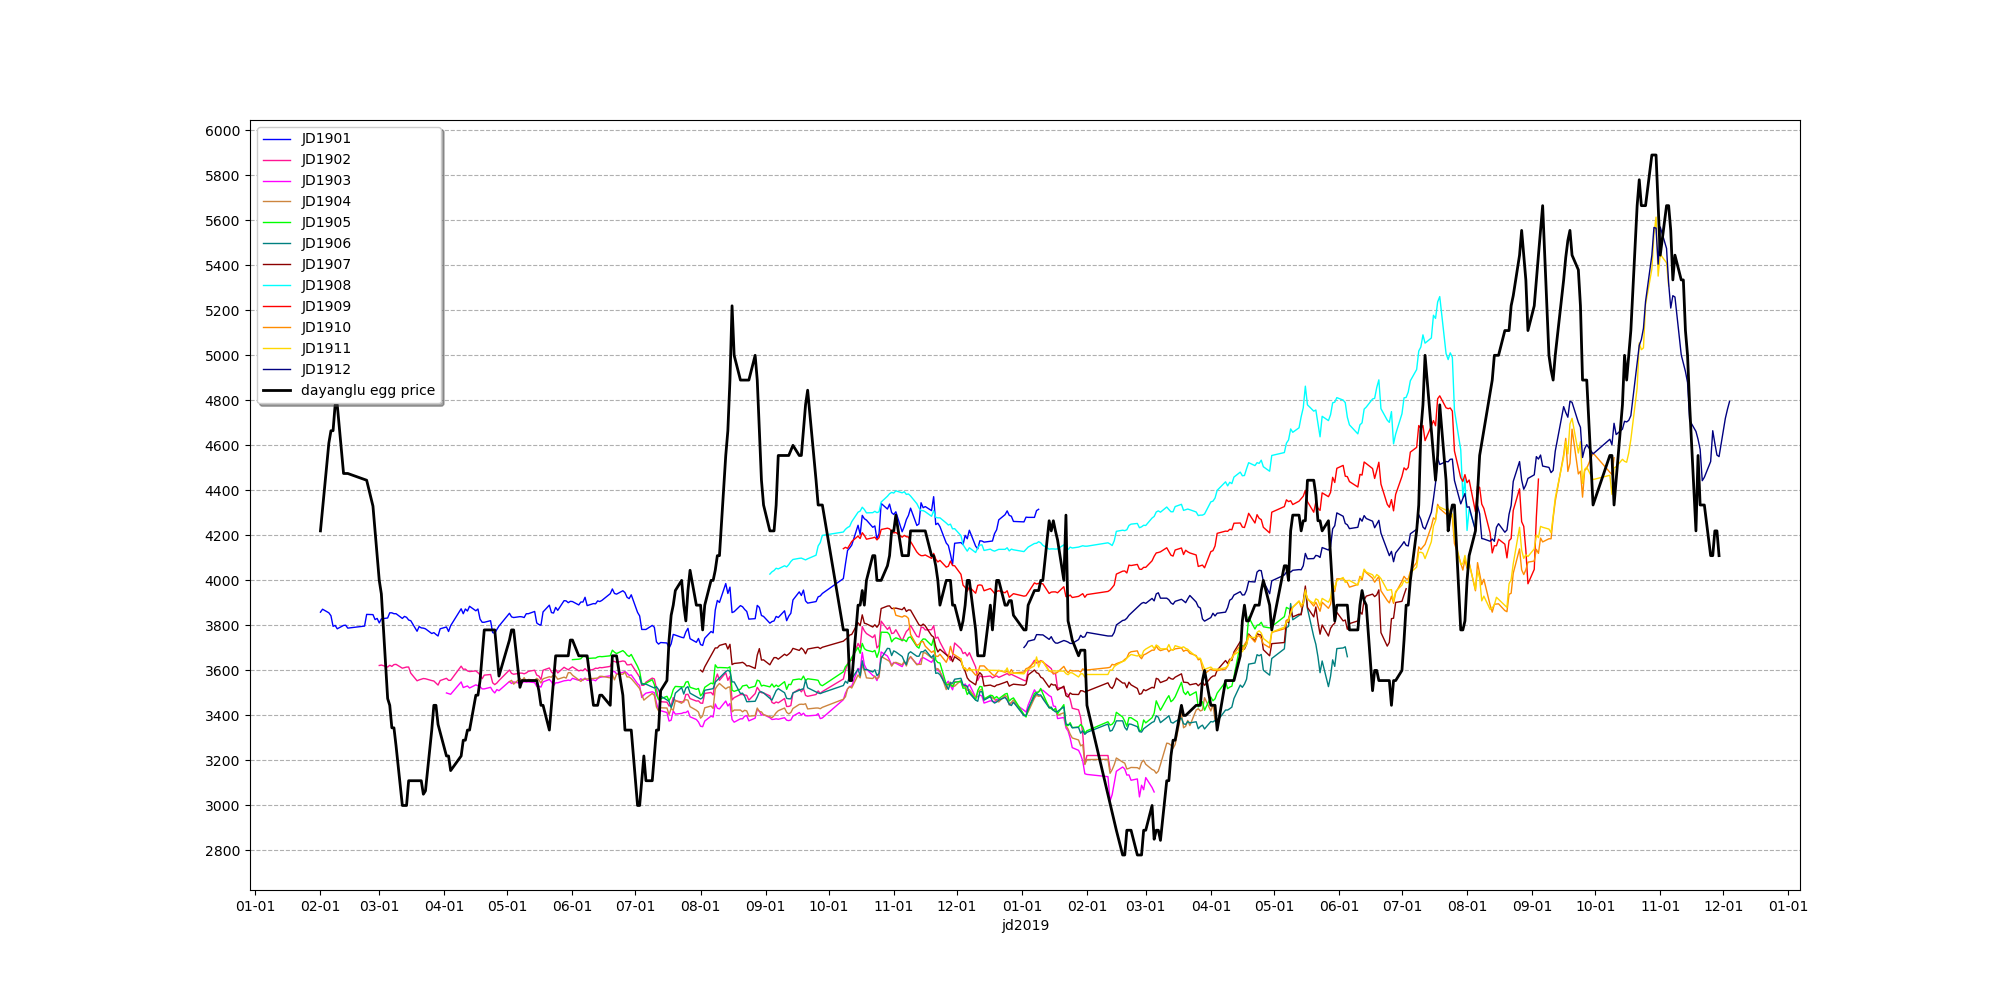 6000
5800
5600
5400
5200
5000
4800
4600
4400
4200
4000
3800
3600
3400
3200
3000
2800
JD1901
JD1902
JD1903
JD1904
JD1905
JD1906
JD1907
JD1908
JD1909
JD1910
JD1911
JD1912
dayanglu egg price
01-01 02-01 03-01 04-01 05-01 06-01 07-01 08-01 09-01 10-01 11-01 12-01 01-01 02-01 03-01 04-01 05-01 06-01 07-01 08-01 09-01 10-01 11-01 12-01 01-01
jd2019